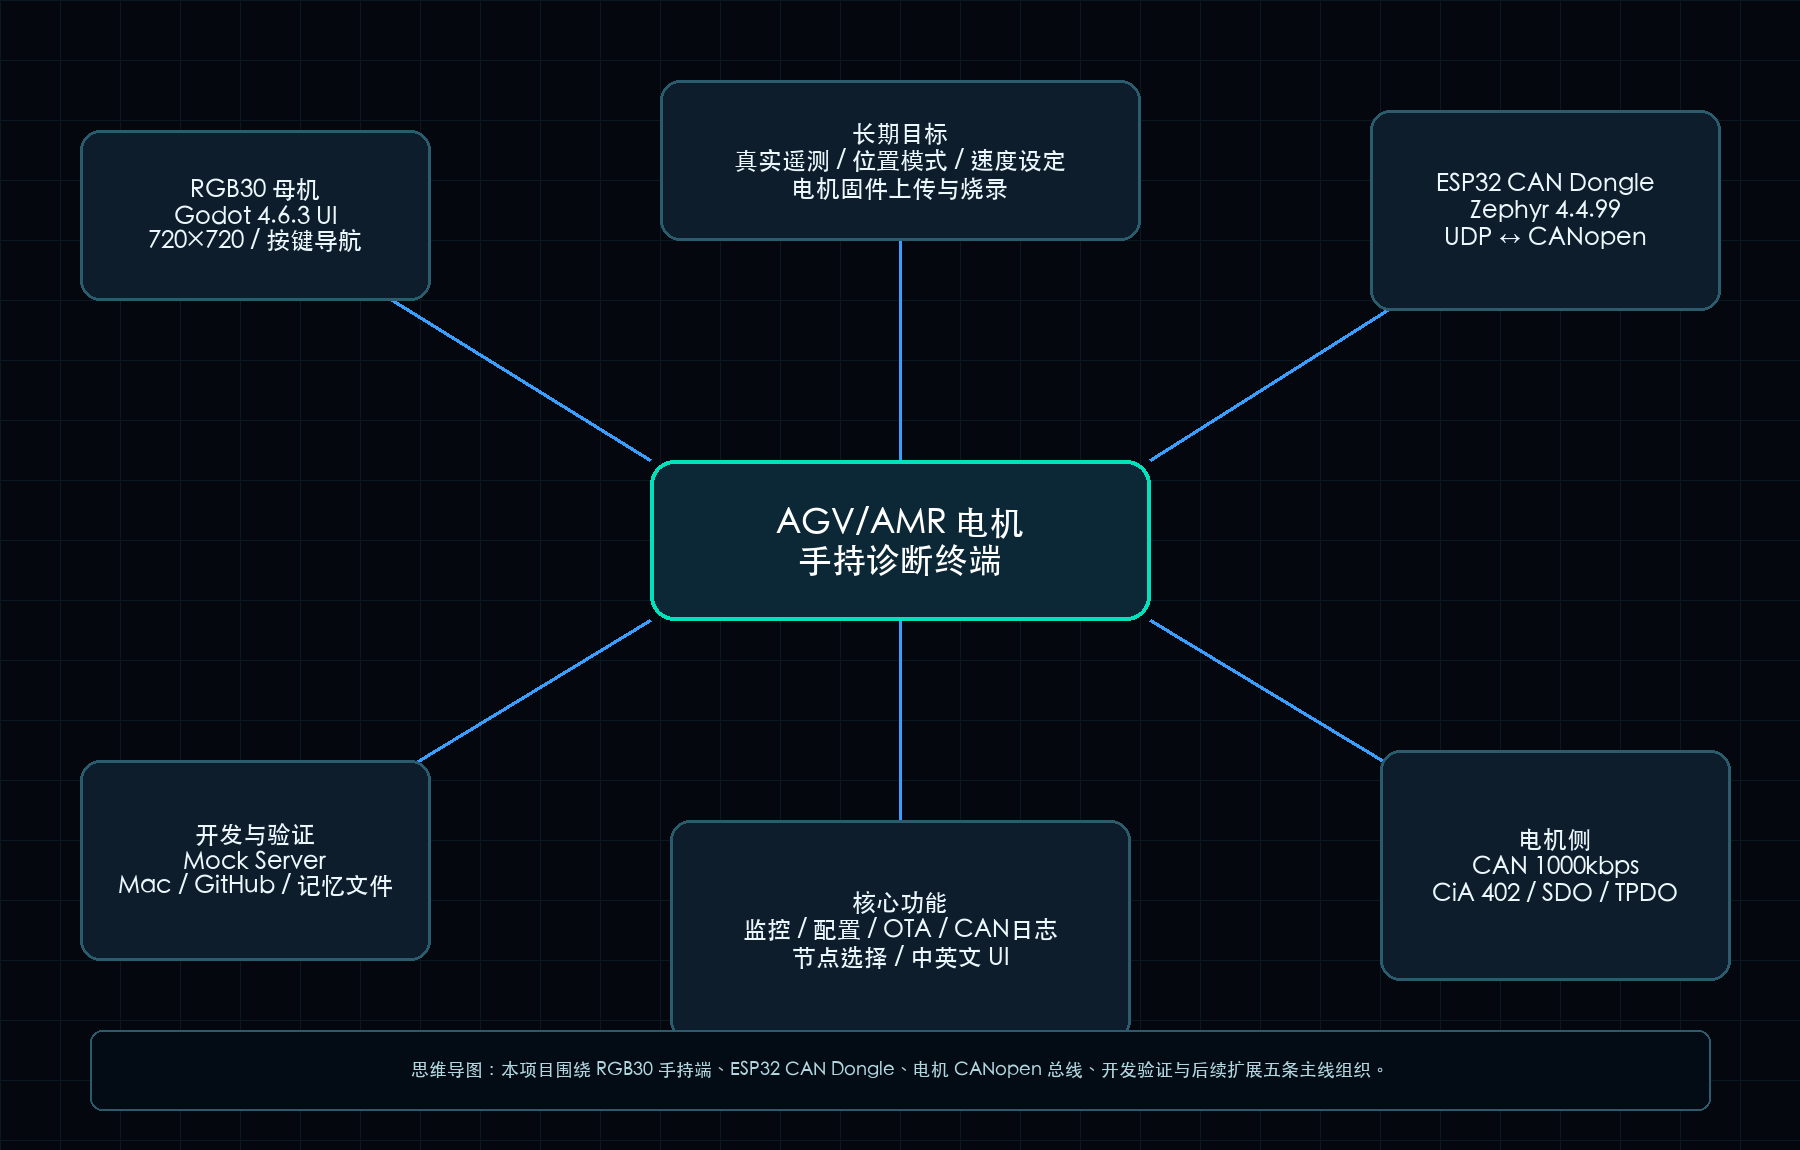 长期目标
真实遥测 / 位置模式 / 速度设定
电机固件上传与烧录
RGB30 母机
Godot 4.6.3 UI
720×720 / 按键导航
ESP32 CAN Dongle
Zephyr 4.4.99
UDP ↔ CANopen
AGV/AMR 电机
手持诊断终端
开发与验证
Mock Server
Mac / GitHub / 记忆文件
核心功能
监控 / 配置 / OTA / CAN日志
节点选择 / 中英文 UI
电机侧
CAN 1000kbps
CiA 402 / SDO / TPDO
思维导图：本项目围绕 RGB30 手持端、ESP32 CAN Dongle、电机 CANopen 总线、开发验证与后续扩展五条主线组织。